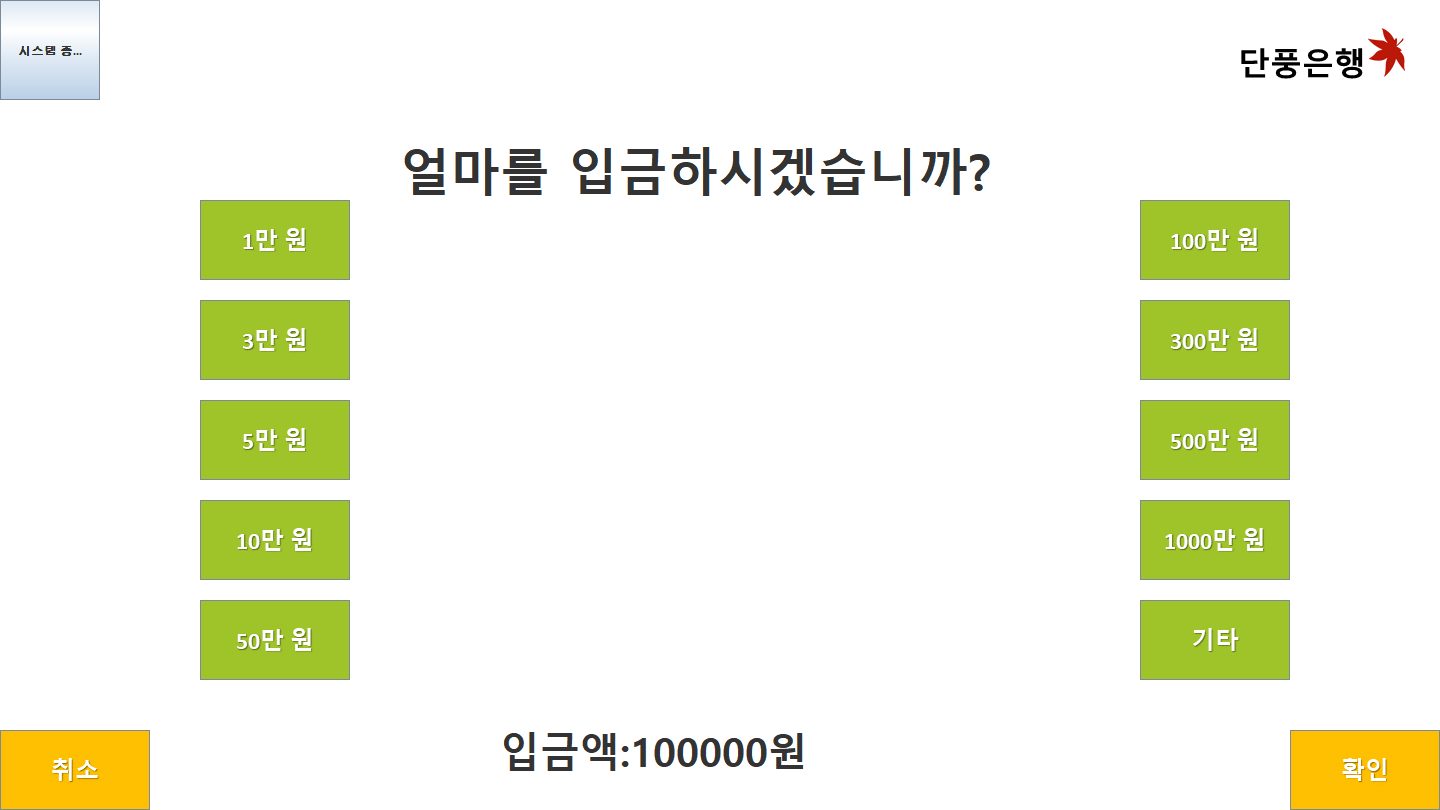 시스템 종...
단풍은행
얼마를 입금하시겠습니까?
1만 원
3만 원
5만 원
10만 원
50만 원
100만 원
300만 원
500만 원
1000만 원
기타
입금액:100000원
취소
확인